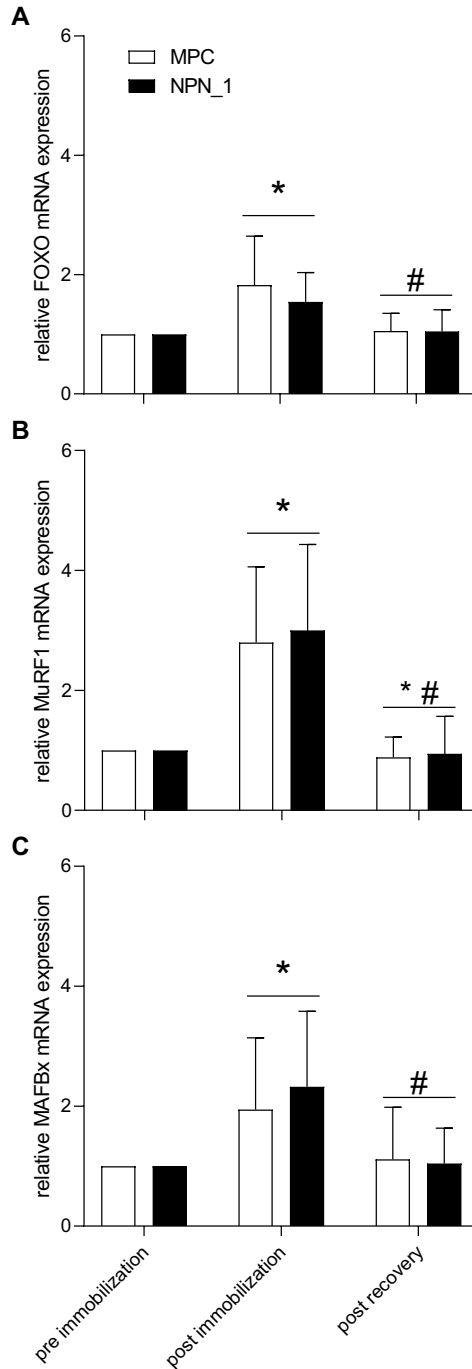 A
relative FOXO mRNA expression
6
4
2
0
MPC
NPN_1
*
#
B
relative MuRF1 mRNA expression
6
4
2
0
*
* #
C
relative MAFBx mRNA expression
6
4
2
0
*
#
pre immobilization
post immobilization
post recovery